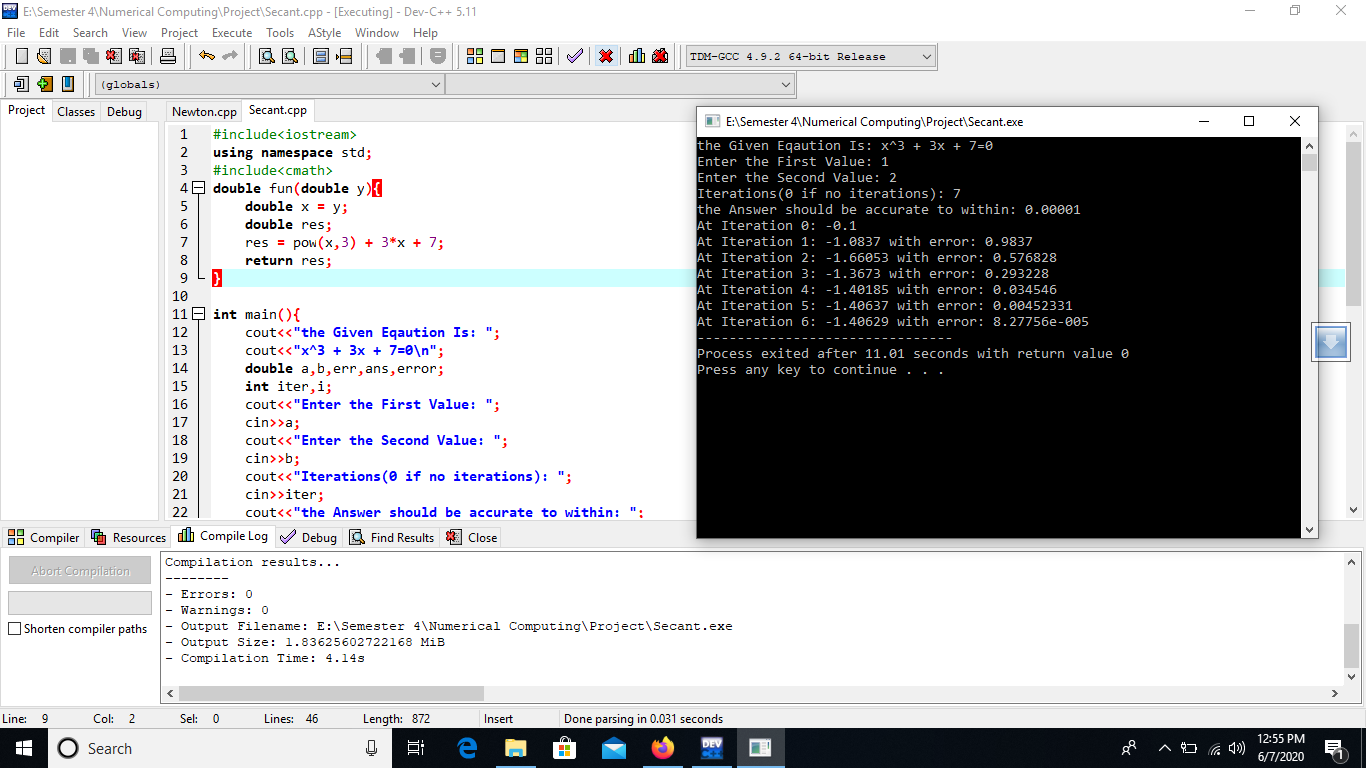 E:\Semester 4\Numerical Computing\Project\Secant.cpp - [Executing] - Dev-C++ 5.11
File Edit Search View Project Execute Tools AStyle Window Help
TDM-GCC 4.9.2 64-bit Release
(globals)
Project Classes Debug
Newton.cpp Secant.cpp
1 #include<iostream>
2 using namespace std;
3 #include<cmath>
4 double fun(double y){
5 double x = y;
6 double res;
7 res = pow(x,3) + 3*x + 7;
8 return res;
9 }
10
11 int main(){
12 cout<<"the Given Eqaution Is: ";
13 cout<<"x^3 + 3x + 7=0\n";
14 double a,b,err,ans,error;
15 int iter,i;
16 cout<<"Enter the First Value: ";
17 cin>>a;
18 cout<<"Enter the Second Value: ";
19 cin>>b;
20 cout<<"Iterations(0 if no iterations): ";
21 cin>>iter;
22 cout<<"the Answer should be accurate to within: ";
E:\Semester 4\Numerical Computing\Project\Secant.exe
the Given Eqaution Is: x^3 + 3x + 7=0
Enter the First Value: 1
Enter the Second Value: 2
Iterations(0 if no iterations): 7
the Answer should be accurate to within: 0.00001
At Iteration 0: -0.1
At Iteration 1: -1.0837 with error: 0.9837
At Iteration 2: -1.66053 with error: 0.576828
At Iteration 3: -1.3673 with error: 0.293228
At Iteration 4: -1.40185 with error: 0.034546
At Iteration 5: -1.40637 with error: 0.00452331
At Iteration 6: -1.40629 with error: 8.27756e-005
--------------------------------
Process exited after 11.01 seconds with return value 0
Press any key to continue . . .
Compiler Resources Compile Log Debug Find Results Close
Abort Compilation
Shorten compiler paths
Compilation results...
--------
- Errors: 0
- Warnings: 0
- Output Filename: E:\Semester 4\Numerical Computing\Project\Secant.exe
- Output Size: 1.83625602722168 MiB
- Compilation Time: 4.14s
Line: 9 Col: 2 Sel: 0 Lines: 46 Length: 872 Insert Done parsing in 0.031 seconds
Search
DEV
12:55 PM
6/7/2020
1